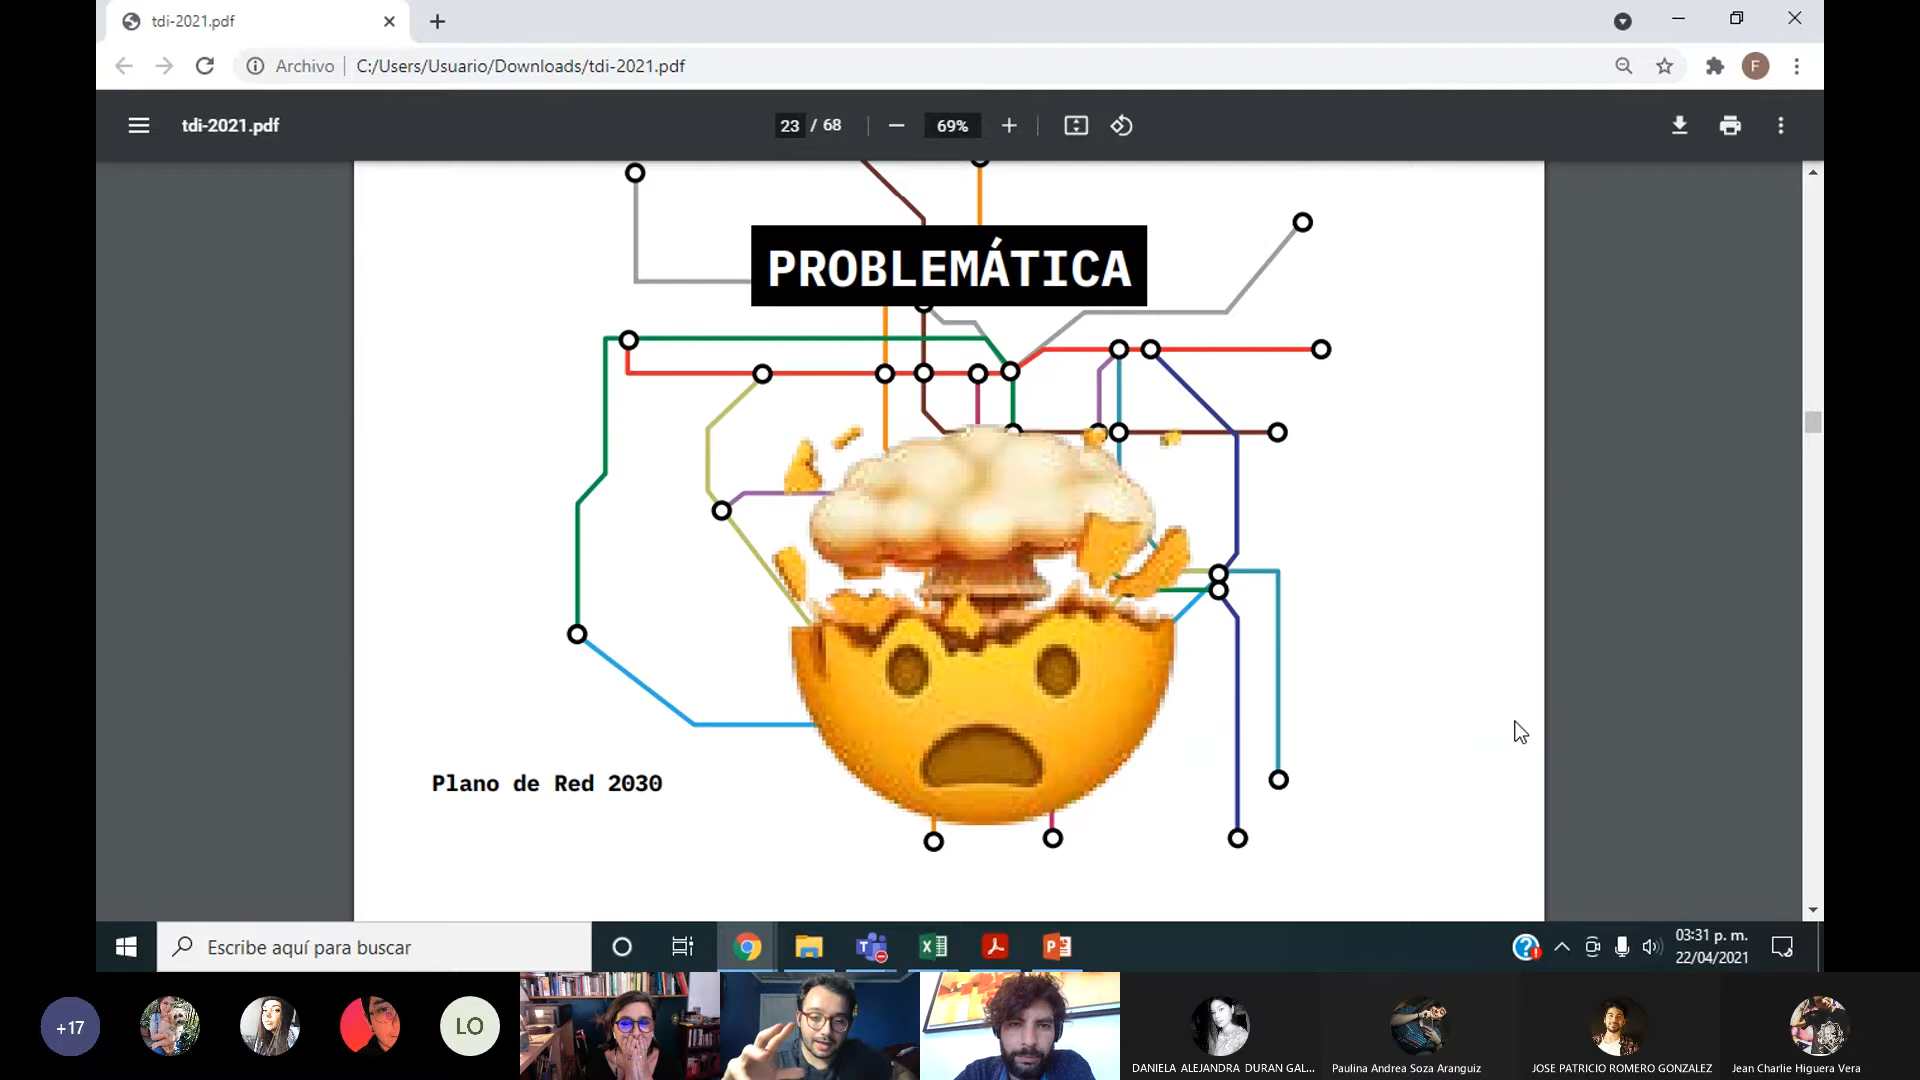 tdi-2021.pdf
Archivo
C:/Users/Usuario/Downloads/tdi-2021.pdf
F
tdi-2021.pdf
23 / 68
69%
PROBLEMÁTICA
Plano de Red 2030
Escribe aquí para buscar
03:31 p. m.
22/04/2021
+17
LO
DANIELA ALEJANDRA DURAN GAL...
Paulina Andrea Soza Aranguiz
JOSE PATRICIO ROMERO GONZALEZ
Jean Charlie Higuera Vera